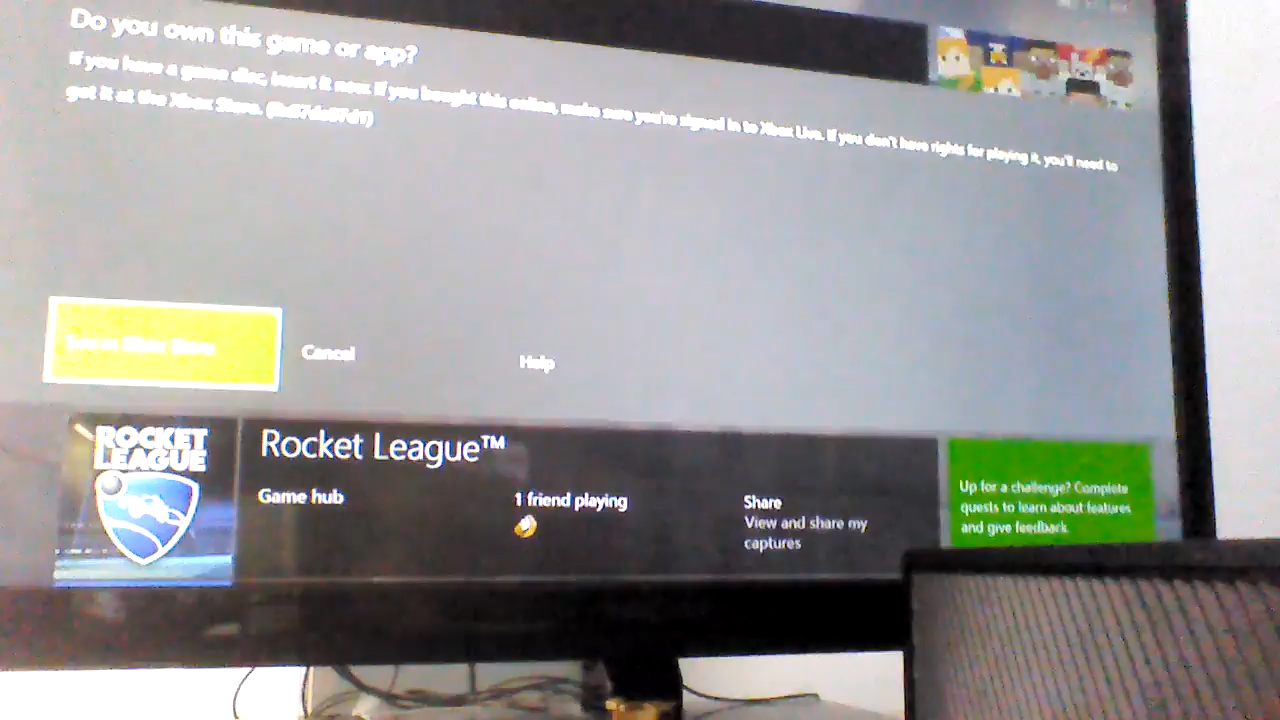 Do you own this game or app?
If you have a game disc, insert it now. If you bought this online, make sure you're signed in to Xbox Live. If you don't have rights for playing it, you'll need to
get it at the Xbox Store.
Cancel
Help
ROCKET
LEAGUE
Rocket League™
Game hub
1 friend playing
Share
View and share my
captures
Up for a challenge? Complete
quests to learn about features
and give feedback.